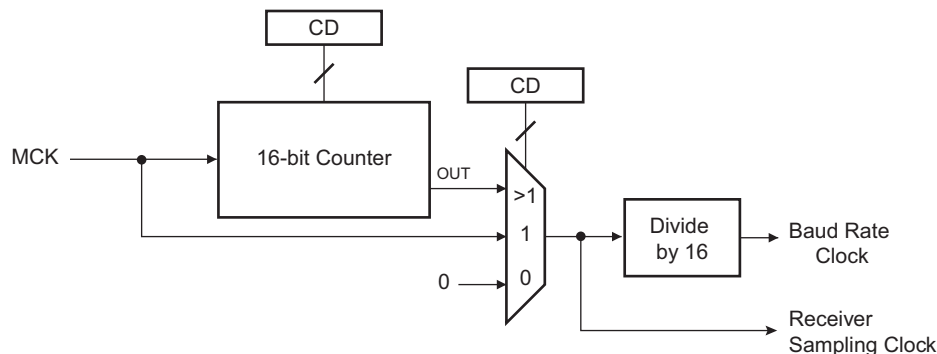 CD
CD
MCK
16-bit Counter
OUT
>1
1
0
0
Divide
by 16
Baud Rate
Clock
Receiver
Sampling Clock